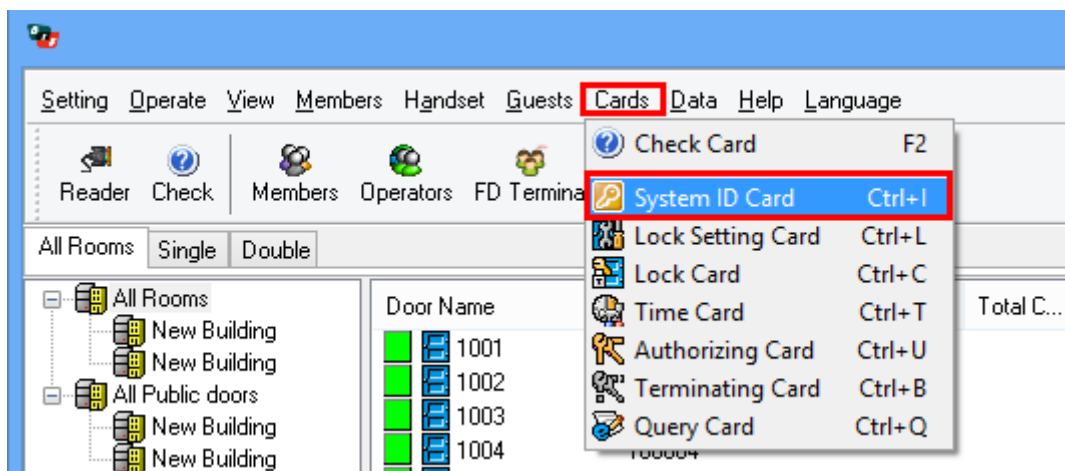 Setting Operate View Members Handset Guests Cards Data Help Language
Reader Check Members Operators FD Termina
Check Card F2
System ID Card Ctrl+I
Lock Setting Card Ctrl+L
Lock Card Ctrl+C
Time Card Ctrl+T
Authorizing Card Ctrl+U
Terminating Card Ctrl+B
Query Card Ctrl+Q
All Rooms Single Double
All Rooms
New Building
New Building
All Public doors
New Building
New Building
Door Name Total C...
1001
1002
1003
1004